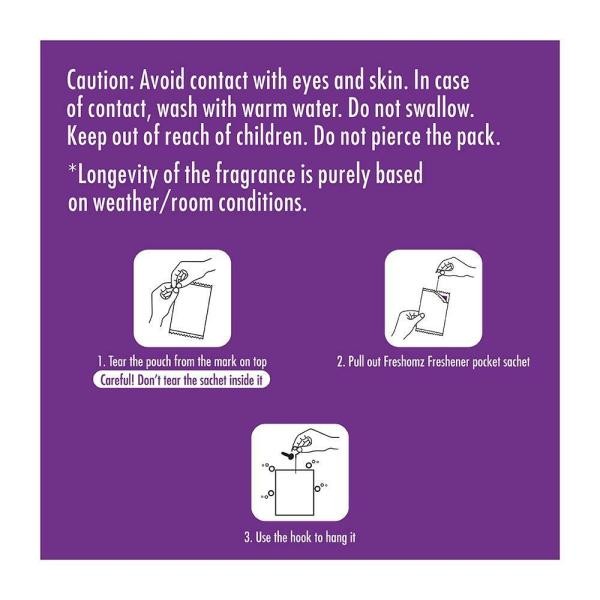 Caution: Avoid contact with eyes and skin. In case
of contact, wash with warm water. Do not swallow.
Keep out of reach of children. Do not pierce the pack.
*Longevity of the fragrance is purely based
on weather/room conditions.
1. Tear the pouch from the mark on top
Careful! Don't tear the sachet inside it
2. Pull out Freshomz Freshener pocket sachet
3. Use the hook to hang it